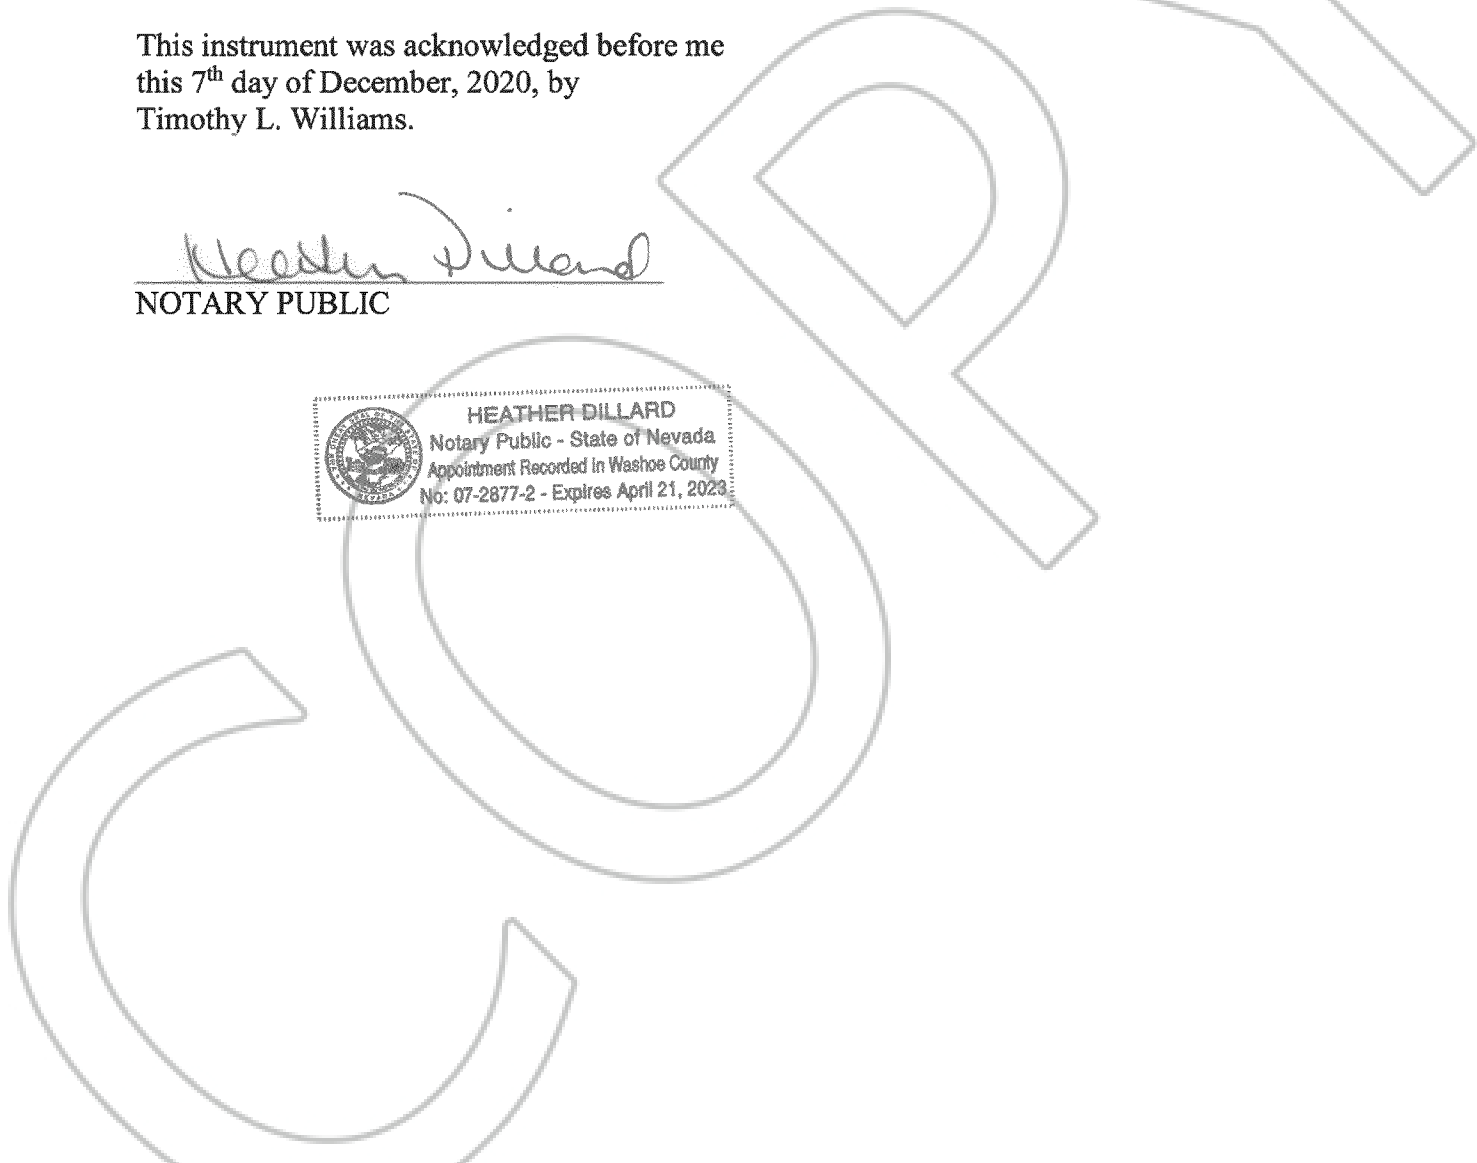 This instrument was acknowledged before me
this 7th day of December, 2020, by
Timothy L. Williams.
Heather Dillard
NOTARY PUBLIC
HEATHER DILLARD
Notary Public - State of Nevada
Appointment Recorded in Washoe County
No: 07-2877-2 - Expires April 21, 2023
COPY